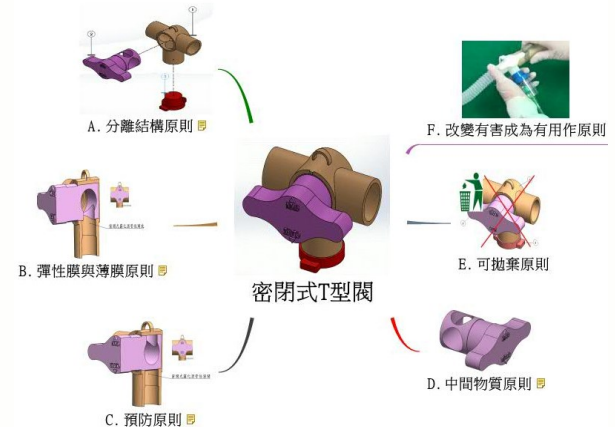 A. 分離結構原則
F. 改變有害成為有用作原則
B. 彈性膜與薄膜原則
密閉式T型閥
E. 可拋棄原則
C. 預防原則
D. 中間物質原則